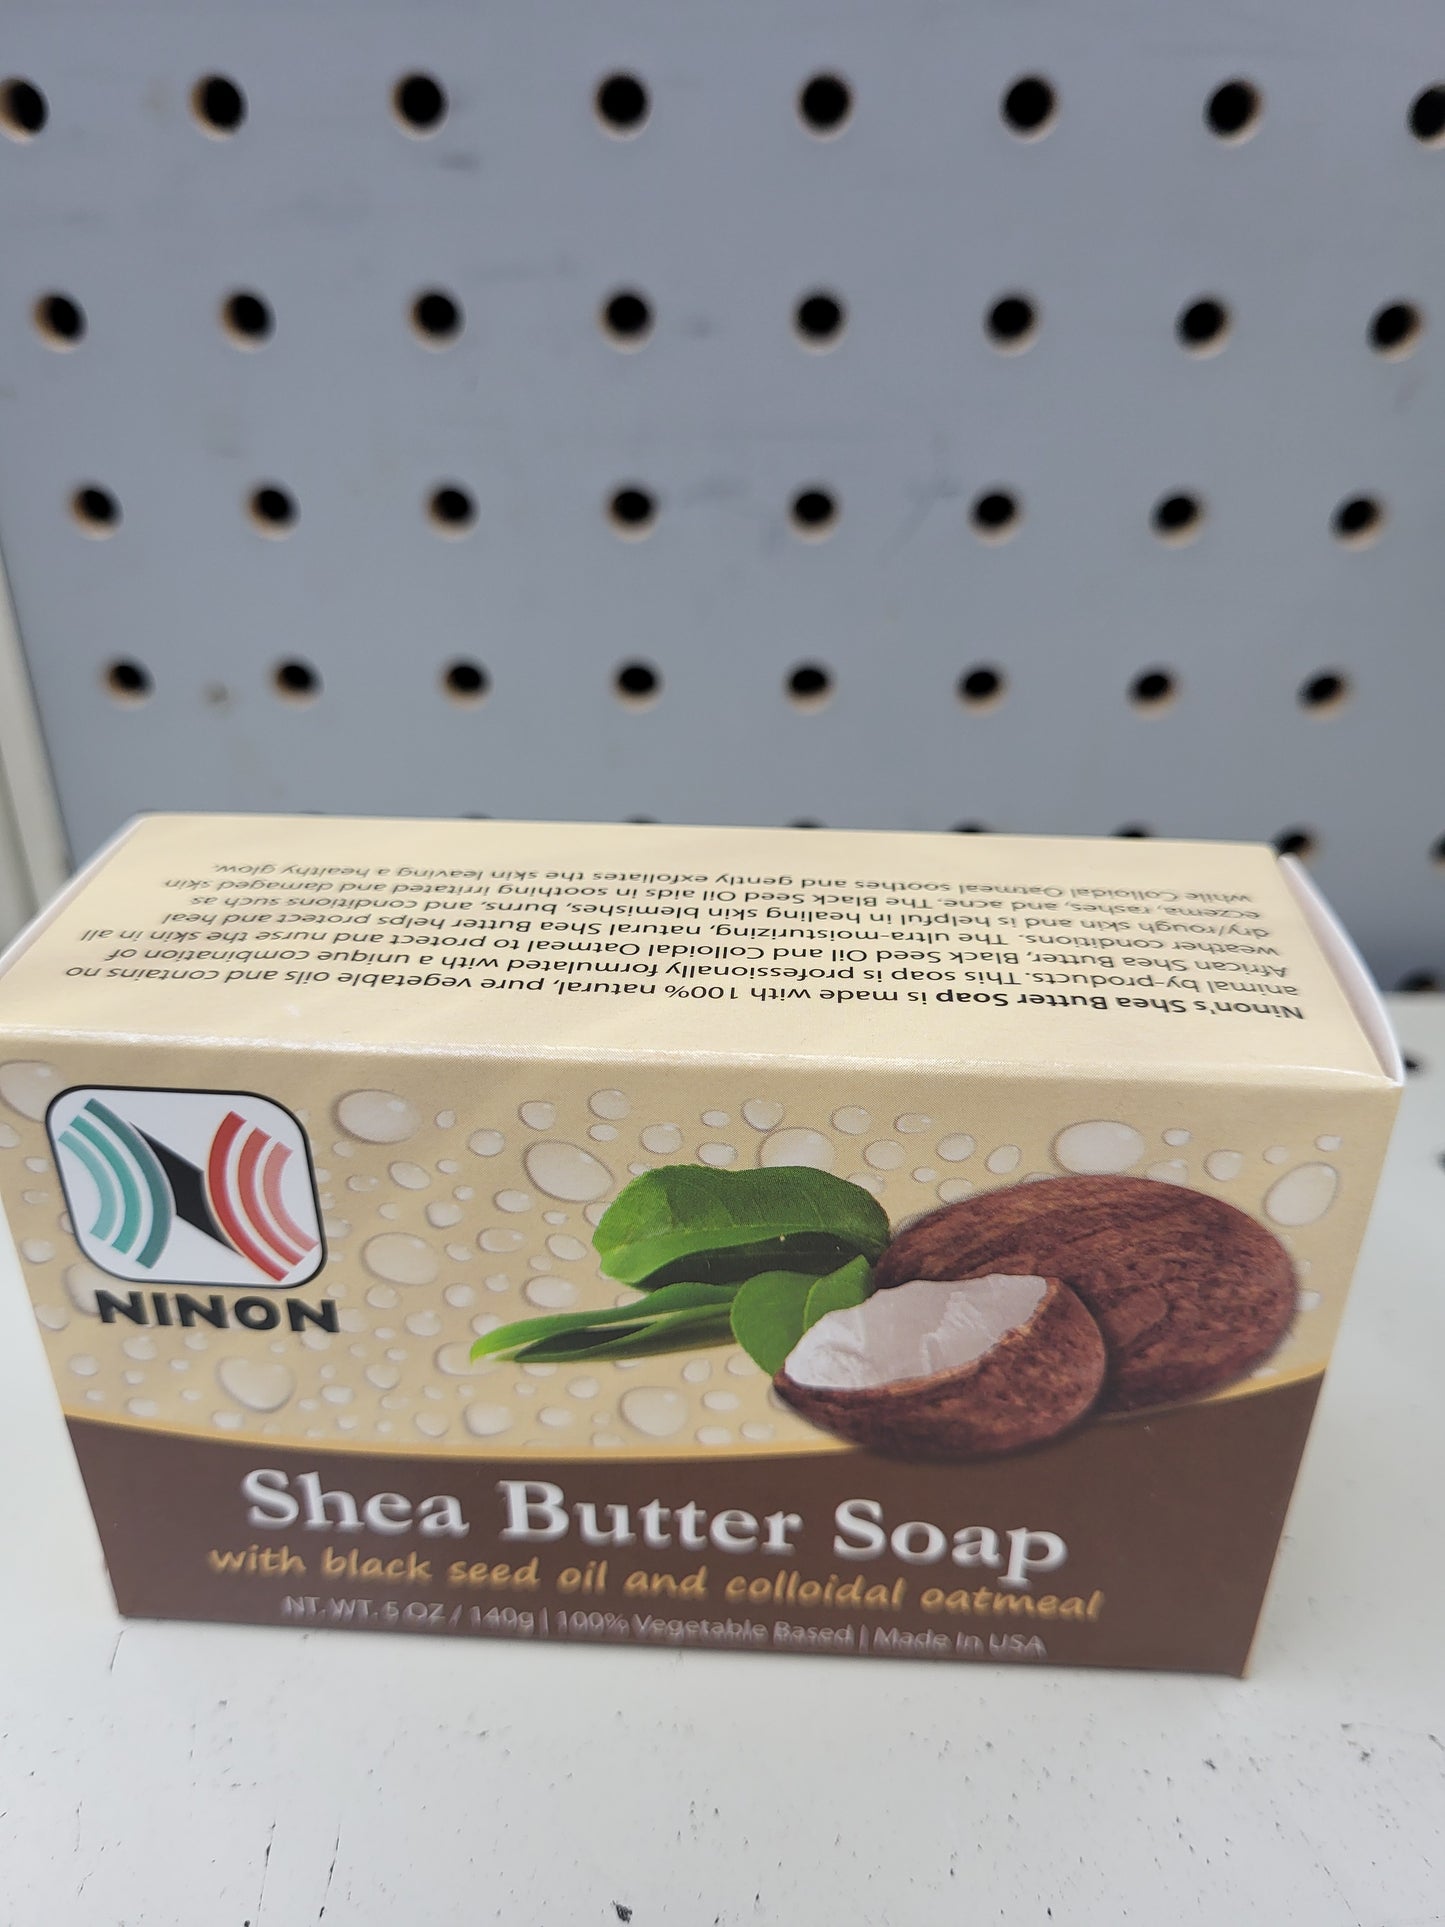 Ninon's Shea Butter Soap is made with 100% natural, pure vegetable oils and contains no
animal by-products. This soap is professionally formulated with a unique combination of
African Shea Butter, Black Seed Oil and Colloidal Oatmeal to protect and nurse the skin in all
weather conditions. The ultra-moisturizing, natural Shea Butter helps protect and heal
dry/rough skin and is helpful in healing skin blemishes, burns, and conditions such as
eczema, rashes, and acne. The Black Seed Oil aids in soothing irritated and damaged skin
while Colloidal Oatmeal soothes and gently exfoliates the skin leaving a healthy glow.
NINON
Shea Butter Soap
with black seed oil and colloidal oatmeal
NT. WT. 5 OZ / 140g | 100% Vegetable Based | Made In USA